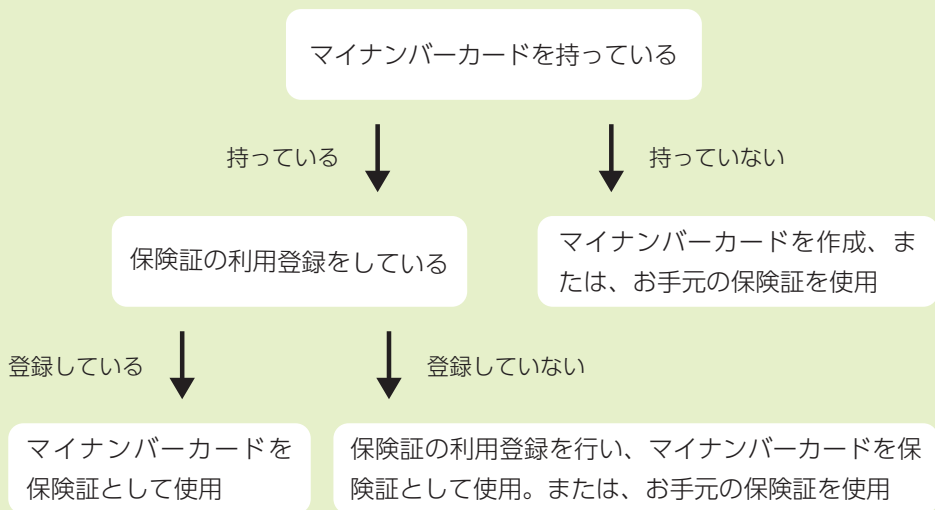 マイナンバーカードを持っている
持っている
持っていない
保険証の利用登録をしている
マイナンバーカードを作成、ま
たは、お手元の保険証を使用
登録している
登録していない
マイナンバーカードを
保険証として使用
保険証の利用登録を行い、マイナンバーカードを保
険証として使用。または、お手元の保険証を使用